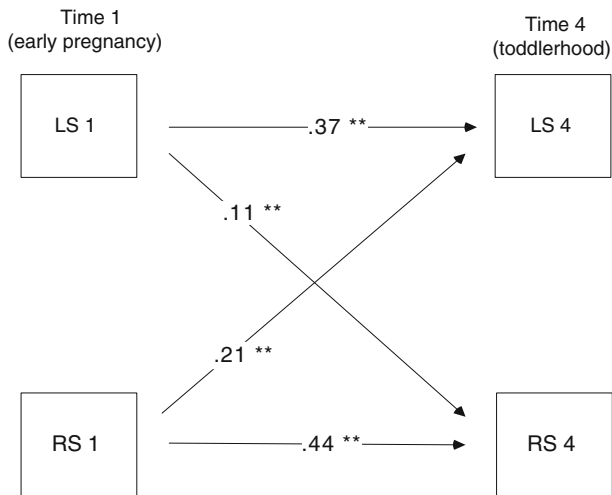 Time 1
(early pregnancy)
Time 4
(toddlerhood)
LS 1
.37 **
LS 4
.11 **
.21 **
RS 1
.44 **
RS 4